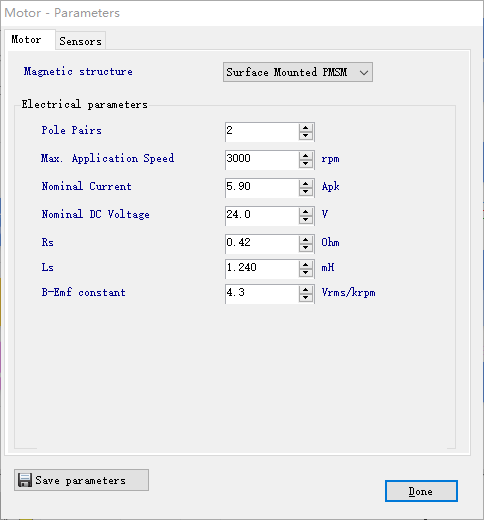 Motor - Parameters
Motor
Sensors
Magnetic structure
Surface Mounted PMSM
Electrical parameters
Pole Pairs
2
Max. Application Speed
3000
rpm
Nominal Current
5.90
Apk
Nominal DC Voltage
24.0
V
Rs
0.42
Ohm
Ls
1.240
mH
B-Emf constant
4.3
Vrms/krpm
Save parameters
Done